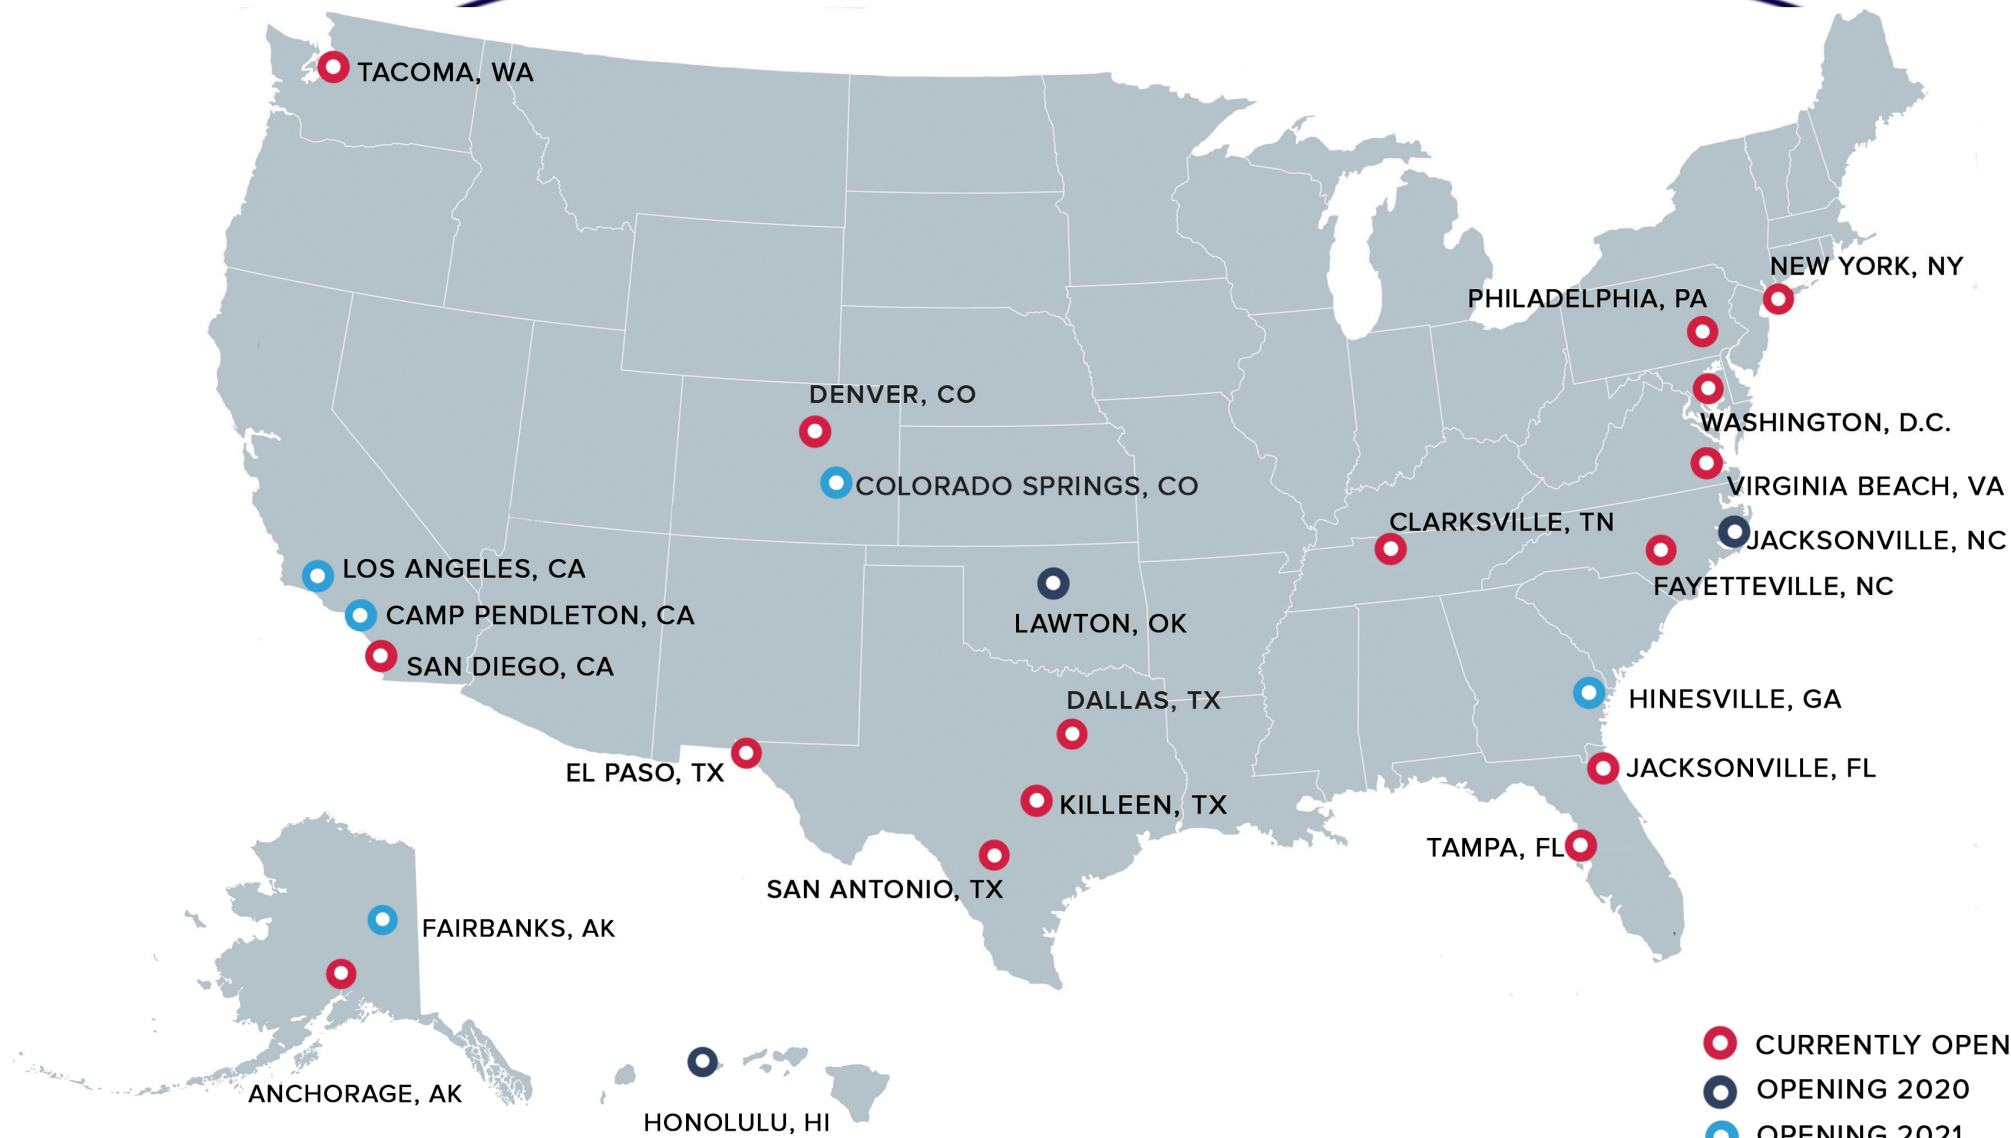 TACOMA, WA
NEW YORK, NY
PHILADELPHIA, PA
DENVER, CO
WASHINGTON, D.C.
COLORADO SPRINGS, CO
VIRGINIA BEACH, VA
CLARKSVILLE, TN
JACKSONVILLE, NC
LOS ANGELES, CA
FAYETTEVILLE, NC
CAMP PENDLETON, CA
LAWTON, OK
SAN DIEGO, CA
DALLAS, TX
HINESVILLE, GA
EL PASO, TX
JACKSONVILLE, FL
KILLEEN, TX
TAMPA, FL
SAN ANTONIO, TX
FAIRBANKS, AK
ANCHORAGE, AK
HONOLULU, HI
CURRENTLY OPEN
OPENING 2020
OPENING 2021